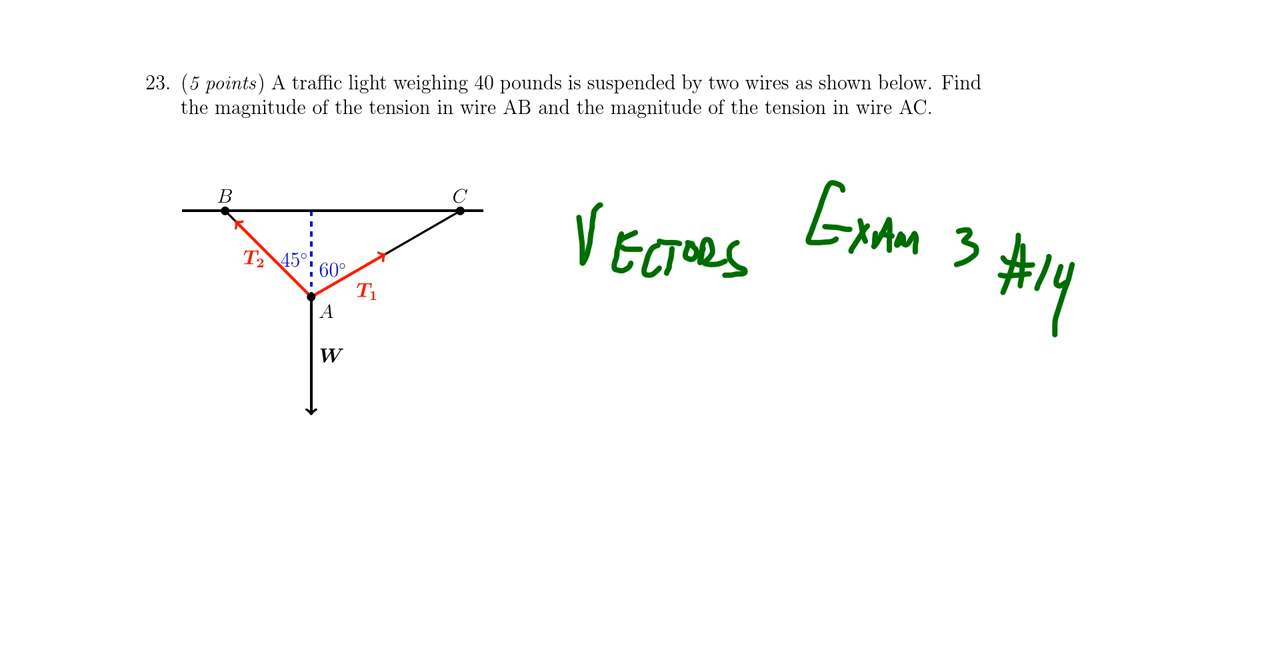 23. (5 points) A traffic light weighing 40 pounds is suspended by two wires as shown below. Find
the magnitude of the tension in wire AB and the magnitude of the tension in wire AC.
B
C
T₂
45°
60°
T₁
A
W
VECTORS EXAM 3 #14